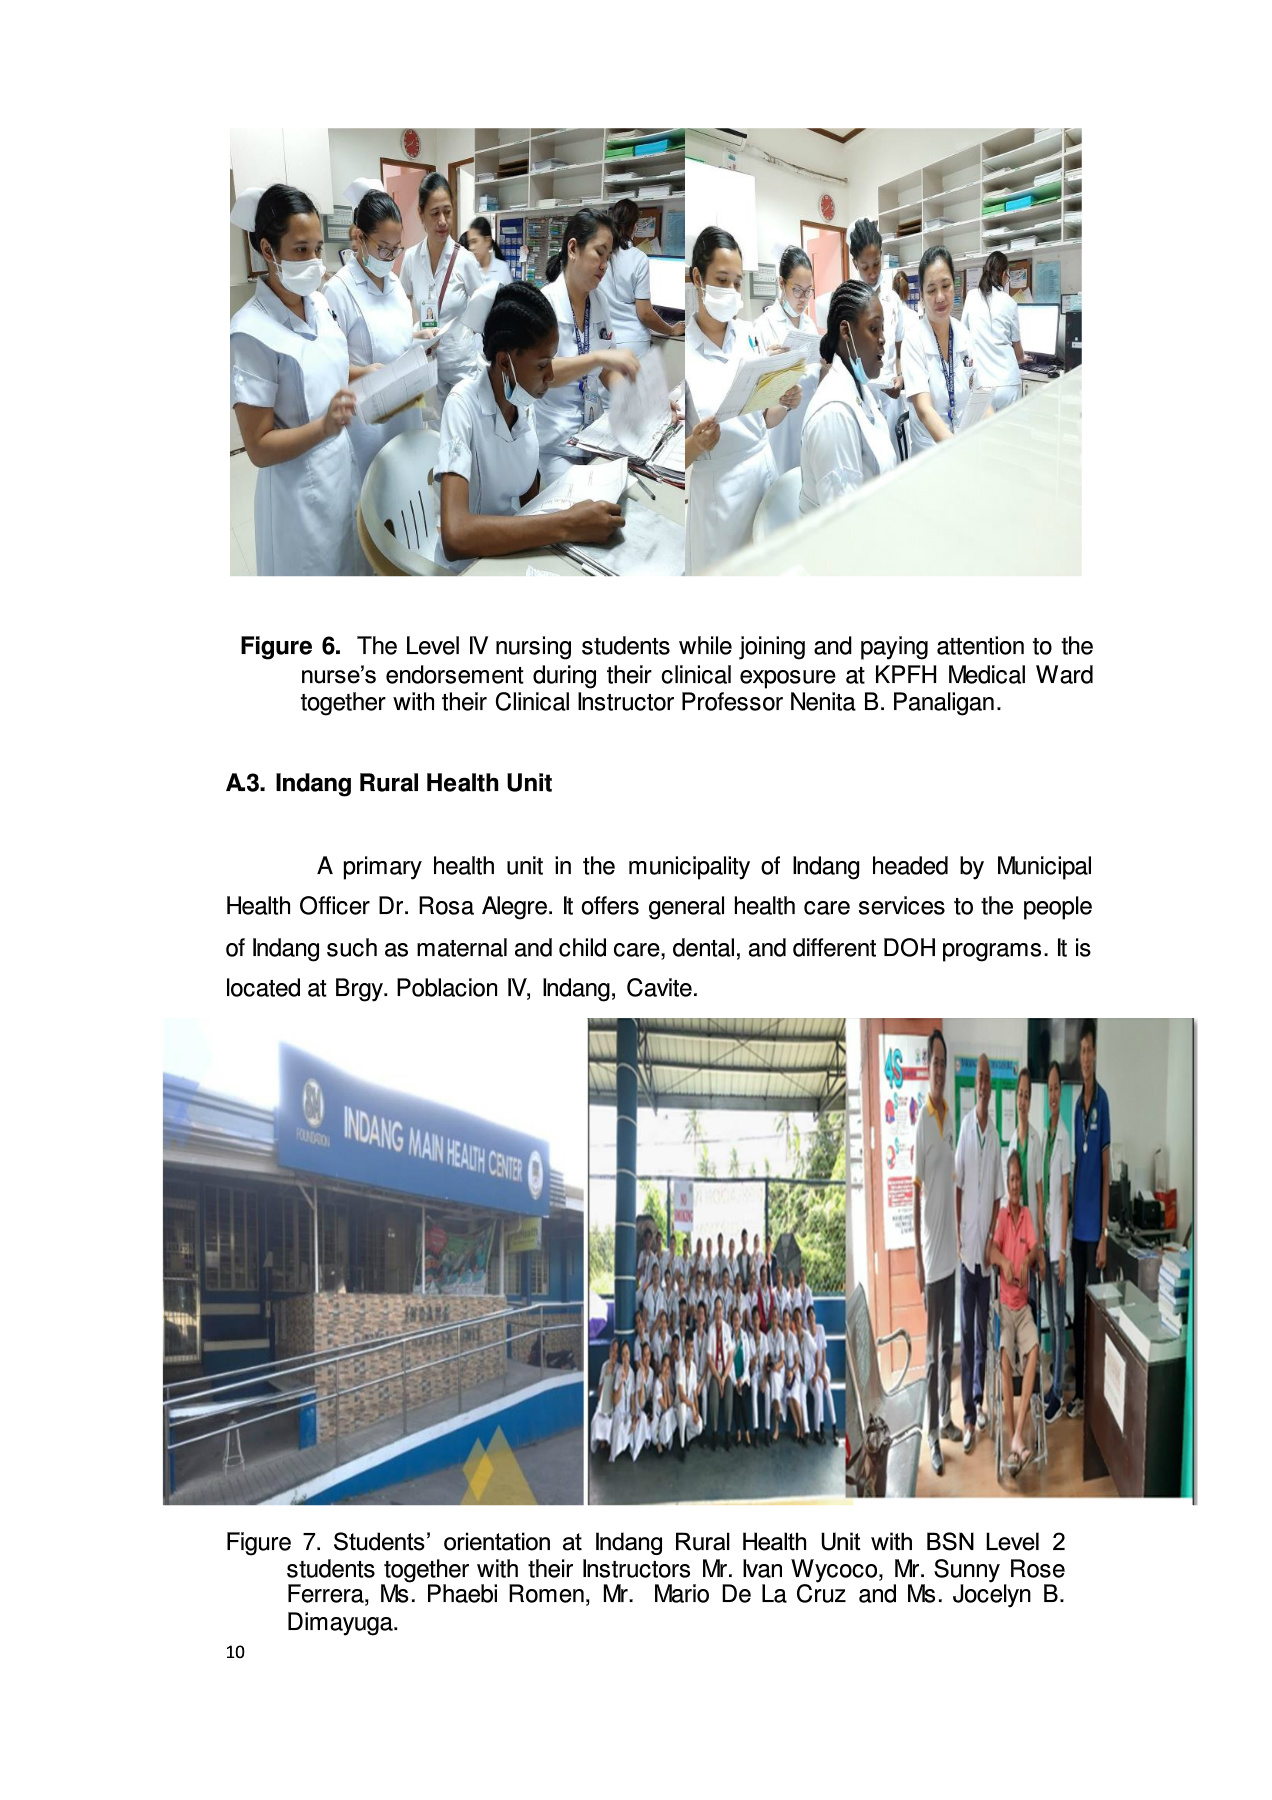 Figure 6. The Level IV nursing students while joining and paying attention to the
nurse’s endorsement during their clinical exposure at KPFH Medical Ward
together with their Clinical Instructor Professor Nenita B. Panaligan.
A.3. Indang Rural Health Unit
A primary health unit in the municipality of Indang headed by Municipal
Health Officer Dr. Rosa Alegre. It offers general health care services to the people
of Indang such as maternal and child care, dental, and different DOH programs. It is
located at Brgy. Poblacion IV, Indang, Cavite.
FOUNDATION
INDANG MAIN HEALTH CENTER
INDANG
NO
SMOKING
4S
Figure 7. Students’ orientation at Indang Rural Health Unit with BSN Level 2
students together with their Instructors Mr. Ivan Wycoco, Mr. Sunny Rose
Ferrera, Ms. Phaebi Romen, Mr. Mario De La Cruz and Ms. Jocelyn B.
Dimayuga.
10